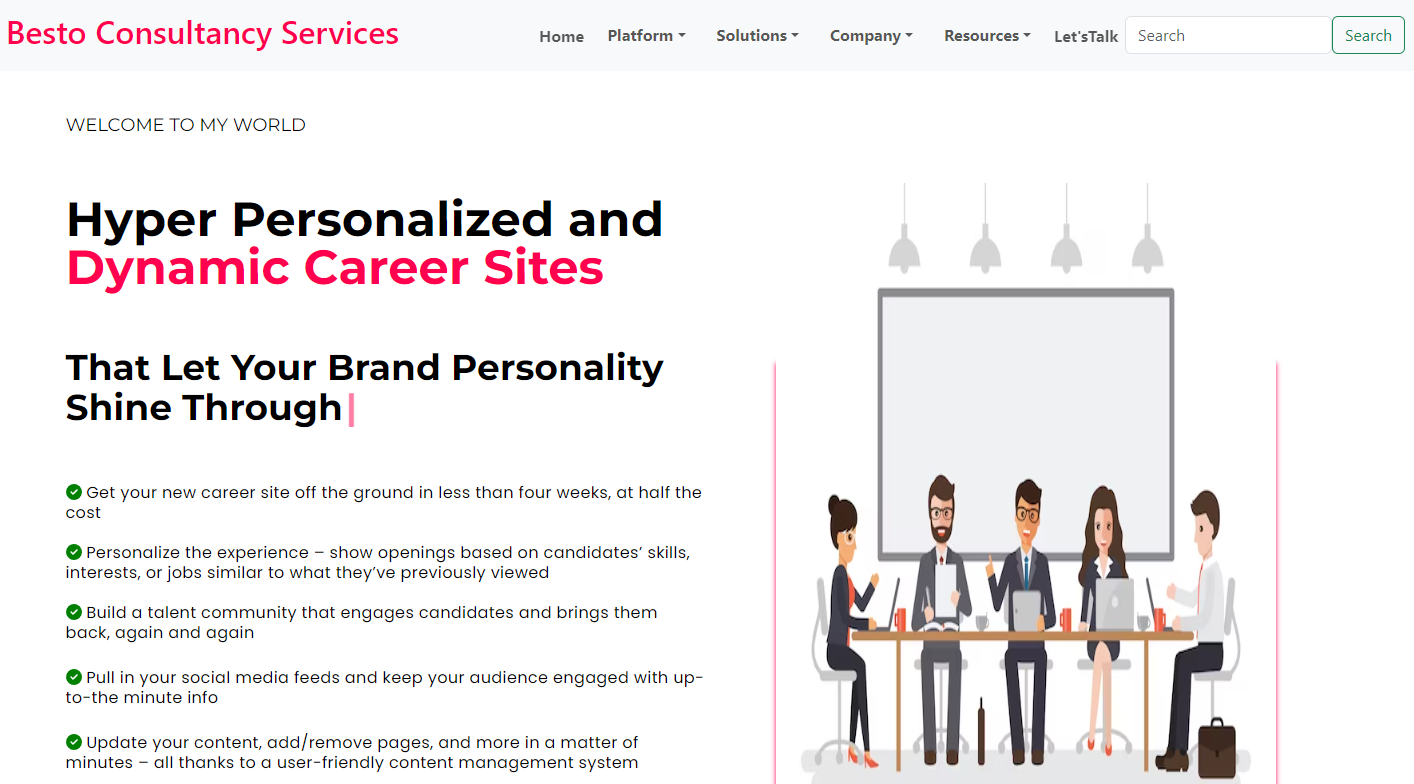 Besto Consultancy Services
Home Platform Solutions Company Resources Let'sTalk Search Search
WELCOME TO MY WORLD
Hyper Personalized and
Dynamic Career Sites
That Let Your Brand Personality
Shine Through|
Get your new career site off the ground in less than four weeks, at half the
cost
Personalize the experience – show openings based on candidates’ skills,
interests, or jobs similar to what they’ve previously viewed
Build a talent community that engages candidates and brings them
back, again and again
Pull in your social media feeds and keep your audience engaged with up-
to-the minute info
Update your content, add/remove pages, and more in a matter of
minutes – all thanks to a user-friendly content management system